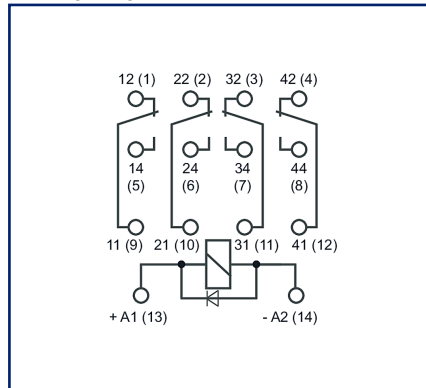 12 (1) 22 (2) 32 (3) 42 (4)
14 24 34 44
(5) (6) (7) (8)
11 (9) 21 (10) 31 (11) 41 (12)
+ A1 (13) - A2 (14)